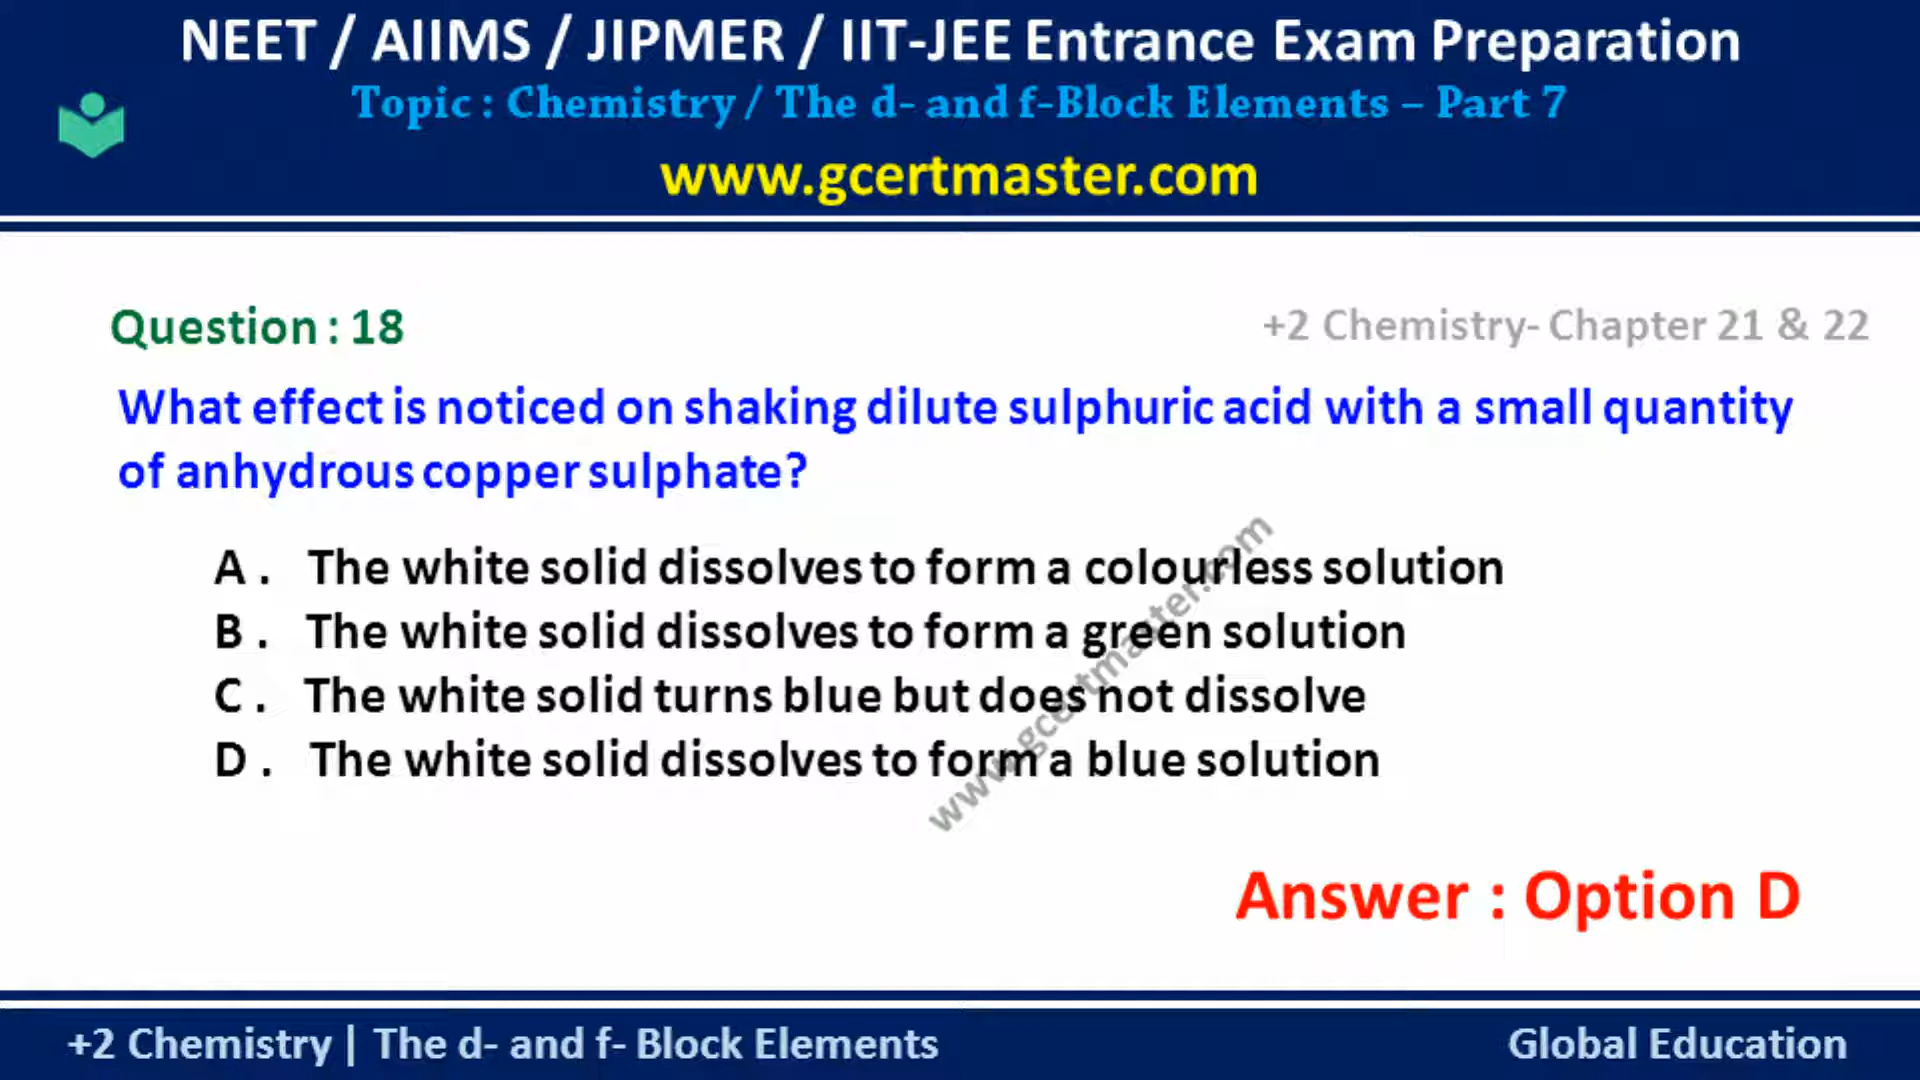 NEET / AIIMS / JIPMER / IIT-JEE Entrance Exam Preparation
Topic : Chemistry / The d- and f-Block Elements – Part 7
www.gcertmaster.com
Question : 18
+2 Chemistry- Chapter 21 & 22
What effect is noticed on shaking dilute sulphuric acid with a small quantity
of anhydrous copper sulphate?
A . The white solid dissolves to form a colourless solution
B . The white solid dissolves to form a green solution
C . The white solid turns blue but does not dissolve
D . The white solid dissolves to form a blue solution
www.gcertmaster.com
Answer : Option D
+2 Chemistry | The d- and f- Block Elements
Global Education